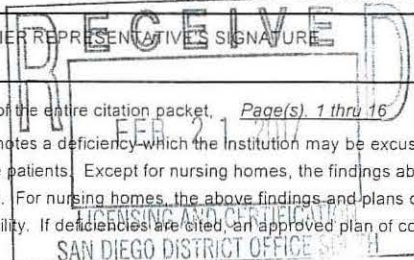 RECEIVED
IER REPRESENTATIVE'S SIGNATURE
of the entire citation packet, Page(s). 1 thru 16
FEB 21
notes a deficiency which the Institution may be excus
e patients. Except for nursing homes, the findings ab
. For nursing homes, the above findings and plans o
LICENSING AND CERTIFICATION
ility. If deficiencies are cited, an approved plan of co
SAN DIEGO DISTRICT OFFICE